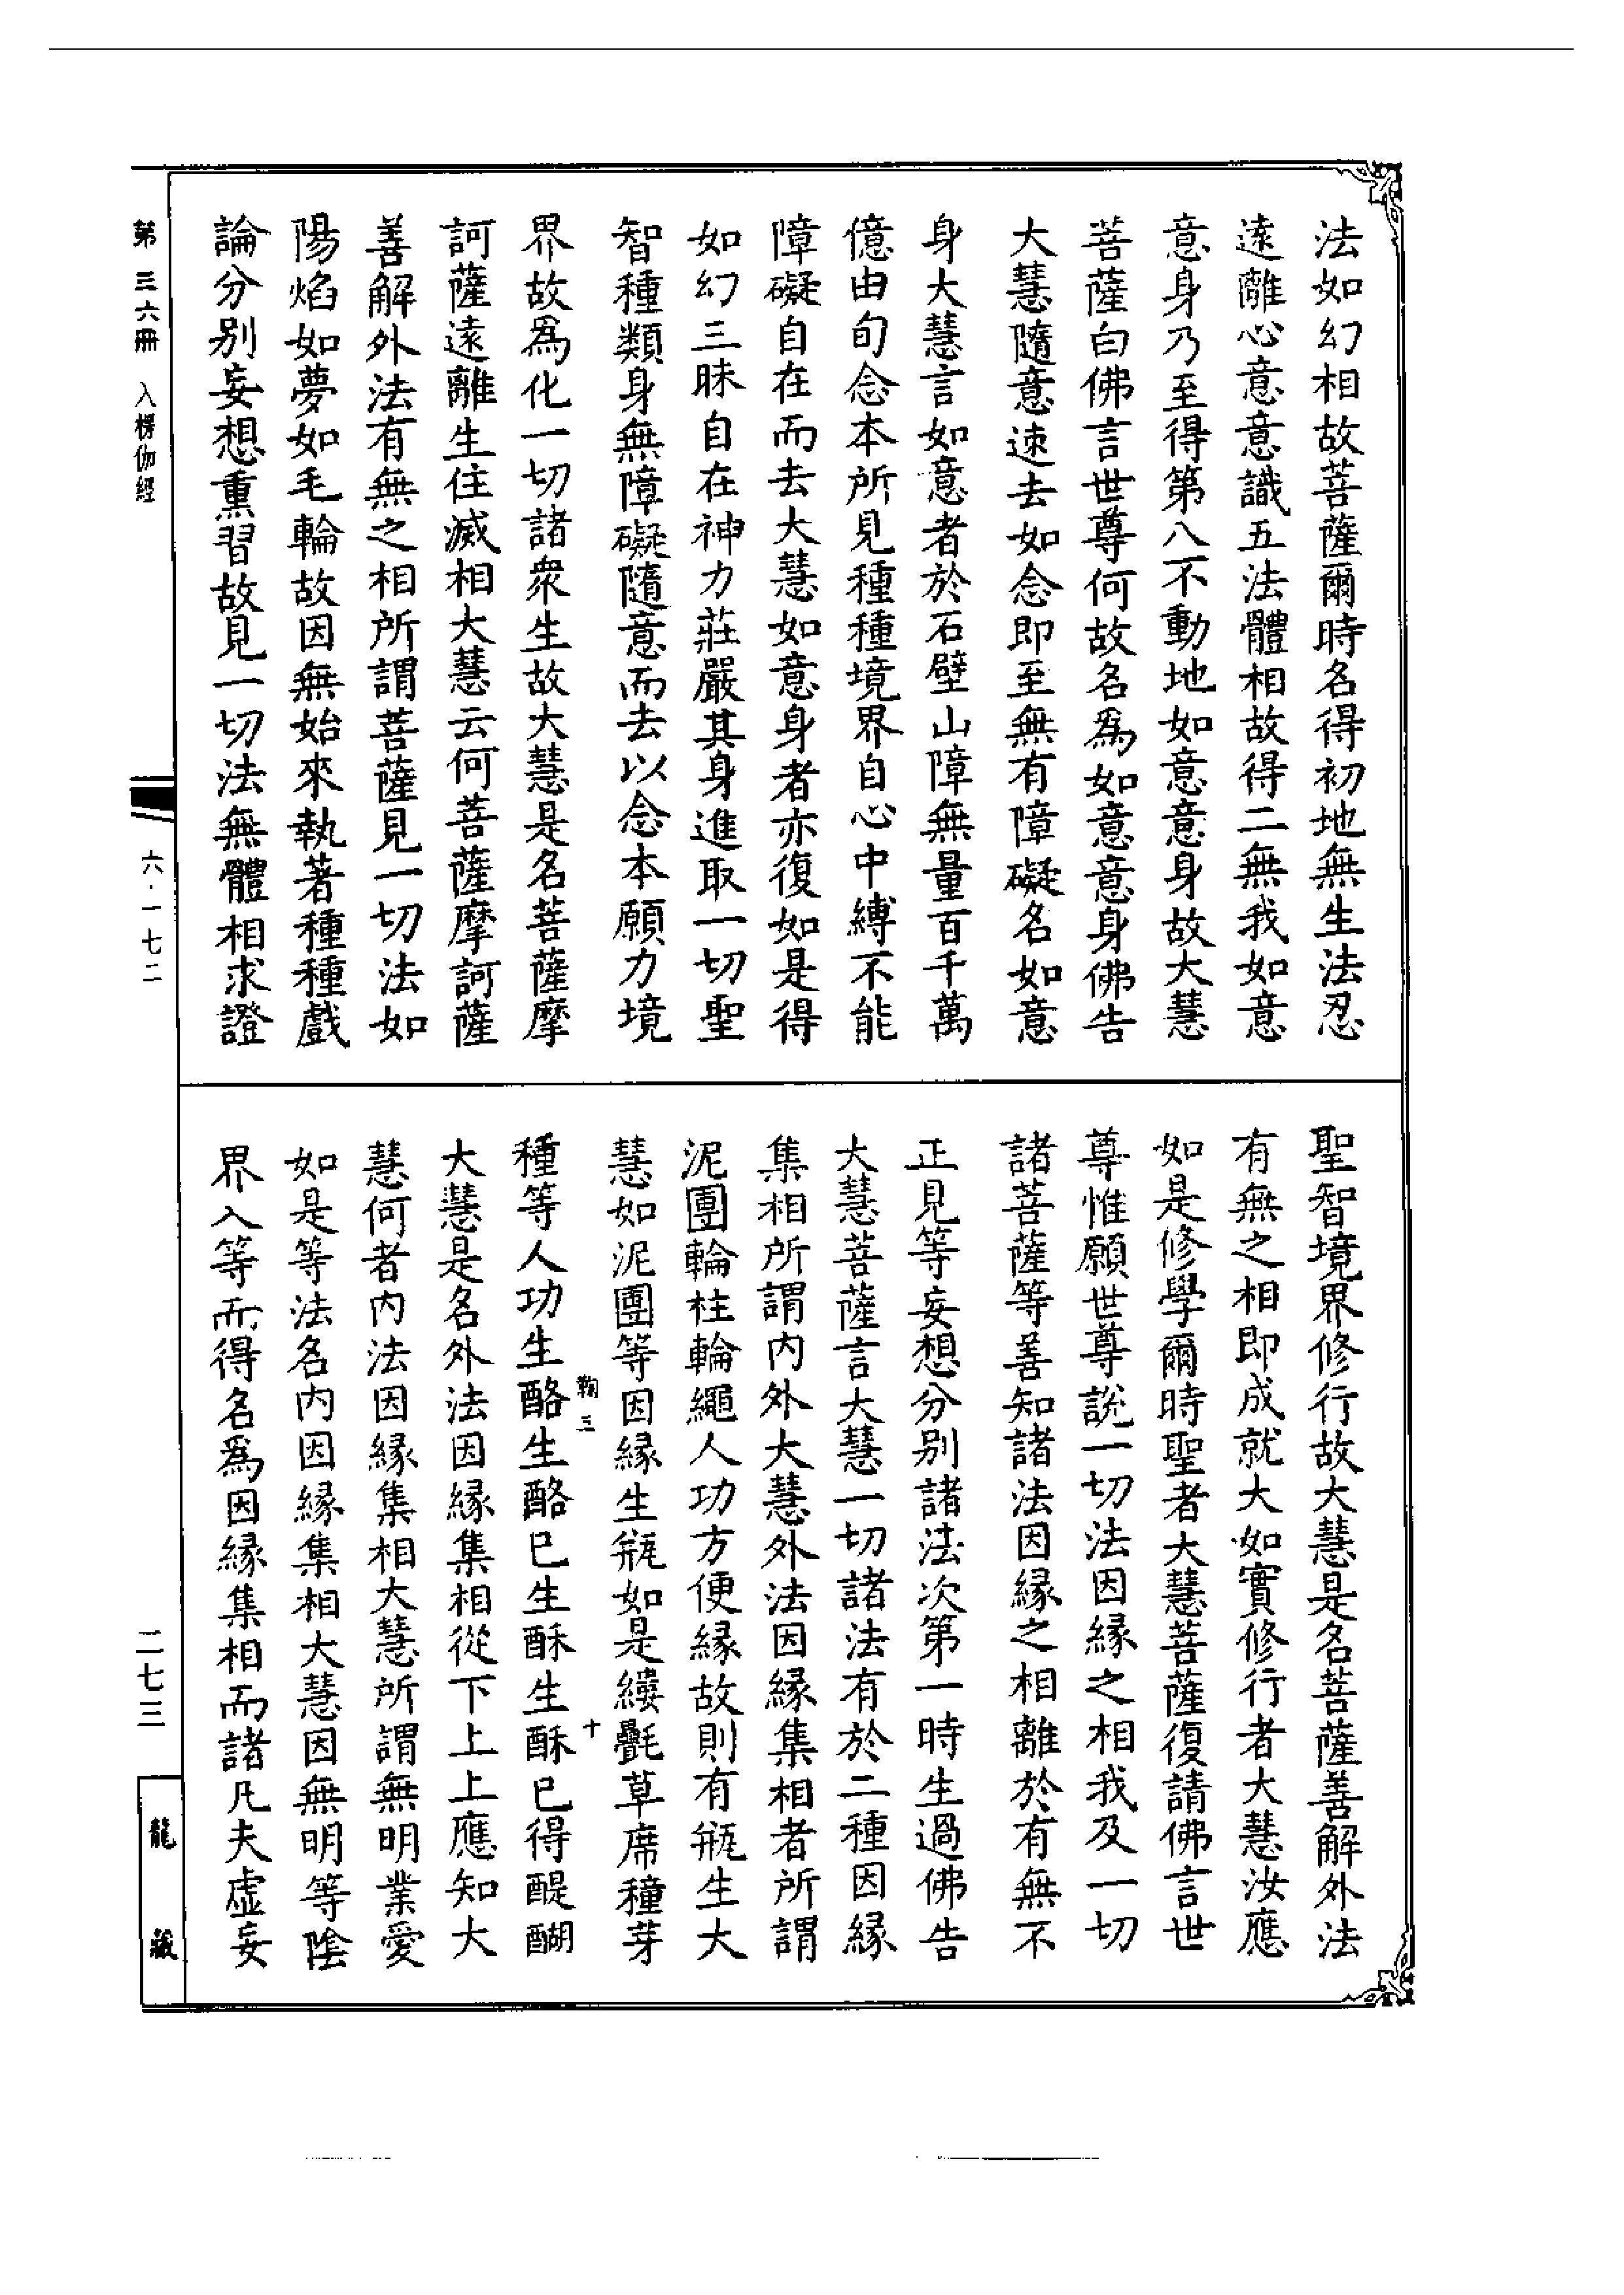 法如幻相故菩薩爾時名得初地無生法忍
遠離心意意識五法體相故得二無我如意
意身乃至得第八不動地如意意身故大慧
菩薩白佛言世尊何故名爲如意意身佛告
大慧隨意速去如念即至無有障礙名如意
身大慧言如意者於石壁山障無量百千萬
億由旬念本所見種種境界自心中縛不能
障礙自在而去大慧如意身者亦復如是得
如幻三昧自在神力莊嚴其身進取一切聖
智種類身無障礙隨意而去以念本願力境
界故爲化一切諸衆生故大慧是名菩薩摩
訶薩遠離生住滅相大慧云何菩薩摩訶薩
善解外法有無之相所謂菩薩見一切法如
陽焰如夢如毛輪故因無始來執著種種戲
論分別妄想熏習故見一切法無體相求證
聖智境界修行故大慧是名菩薩善解外法
有無之相即成就大如實修行者大慧汝應
如是修學爾時聖者大慧菩薩復請佛言世
尊惟願世尊說一切法因緣之相我及一切
諸菩薩等善知諸法因緣之相離於有無不
正見等妄想分別諸法次第一時生過佛告
大慧菩薩言大慧一切諸法有於二種因緣
集相所謂內外大慧外法因緣集相者所謂
泥團輪柱輪繩人功方便緣故則有瓶生大
慧如泥團等因緣生瓶如是縷㲲草席種芽
種等人功生酪生酪已生酥生酥已得醍醐
鞠三
十
大慧是名外法因緣集相從下上上應知大
慧何者內法因緣集相大慧所謂無明業愛
如是等法名內因緣集相大慧因無明等陰
界入等而得名爲因緣集相而諸凡夫虛妄
第三六冊 入楞伽經
六·一七二
二七三
龍藏